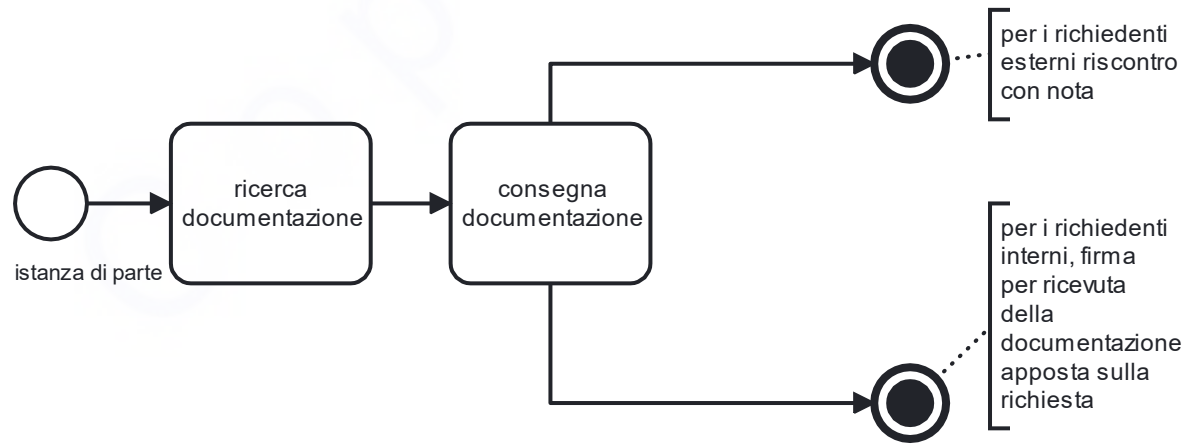 istanza di parte
ricerca
documentazione
consegna
documentazione
per i richiedenti
esterni riscontro
con nota
per i richiedenti
interni, firma
per ricevuta
della
documentazione
apposta sulla
richiesta